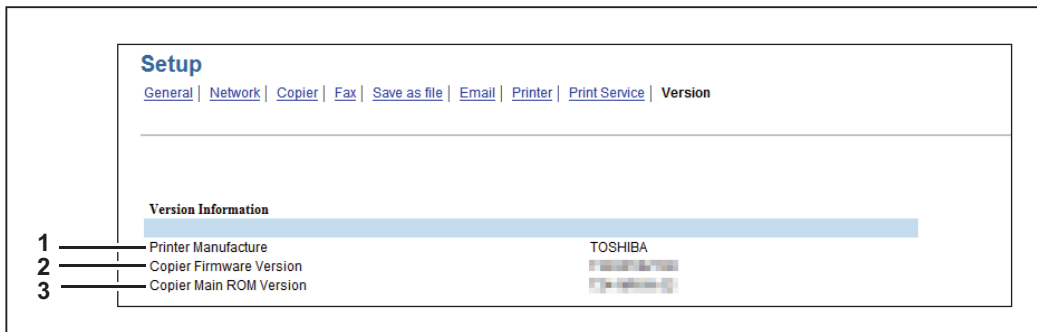 Setup
General | Network | Copier | Fax | Save as file | Email | Printer | Print Service | Version
Version Information
1 Printer Manufacture TOSHIBA
2 Copier Firmware Version
3 Copier Main ROM Version